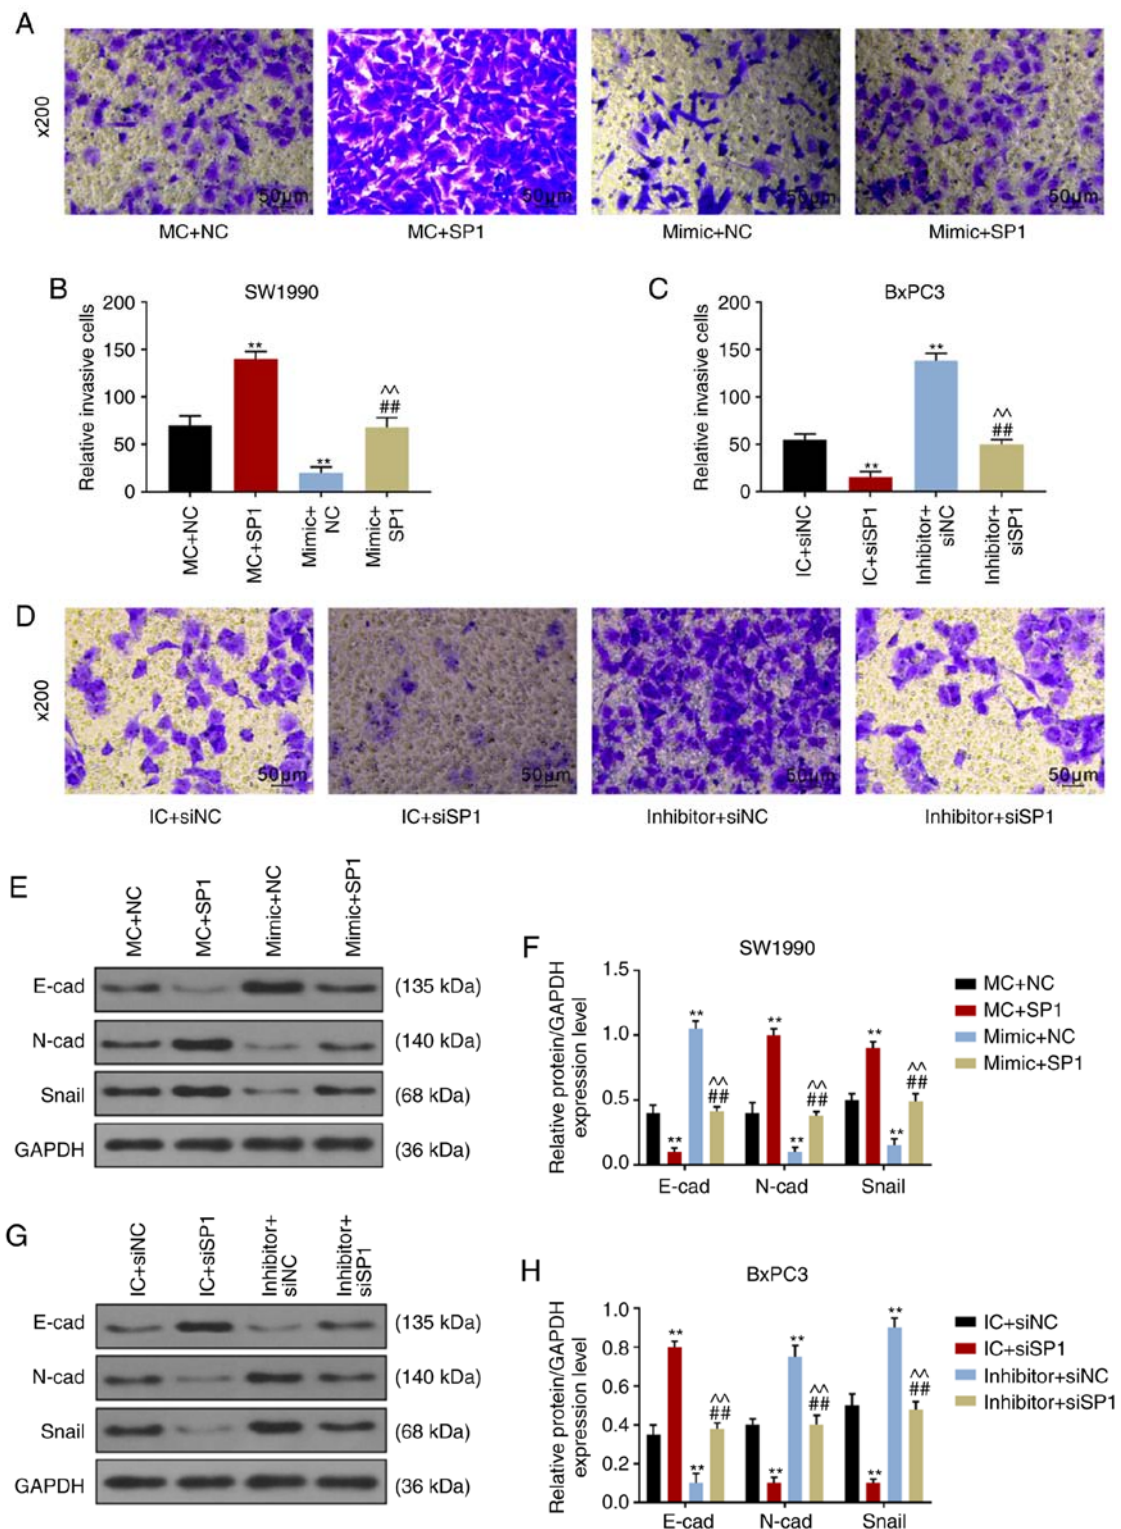 A
x200
50μm
50μm
50μm
50μm
MC+NC
MC+SP1
Mimic+NC
Mimic+SP1
B
SW1990
Relative invasive cells
200
150
100
50
0
**
**
^^
##
MC+NC
MC+SP1
Mimic+
NC
Mimic+
SP1
C
BxPC3
Relative invasive cells
200
150
100
50
0
**
**
^^
##
IC+siNC
IC+siSP1
Inhibitor+
siNC
Inhibitor+
siSP1
D
x200
50μm
50μm
50μm
50μm
IC+siNC
IC+siSP1
Inhibitor+siNC
Inhibitor+siSP1
E
MC+NC
MC+SP1
Mimic+NC
Mimic+SP1
E-cad
(135 kDa)
N-cad
(140 kDa)
Snail
(68 kDa)
GAPDH
(36 kDa)
F
SW1990
Relative protein/GAPDH
expression level
1.5
1.0
0.5
0.0
**
**
^^
##
**
**
^^
##
**
**
^^
##
E-cad
N-cad
Snail
MC+NC
MC+SP1
Mimic+NC
Mimic+SP1
G
IC+siNC
IC+siSP1
Inhibitor+
siNC
Inhibitor+
siSP1
E-cad
(135 kDa)
N-cad
(140 kDa)
Snail
(68 kDa)
GAPDH
(36 kDa)
H
BxPC3
Relative protein/GAPDH
expression level
1.0
0.8
0.6
0.4
0.2
0.0
**
**
^^
##
**
**
^^
##
**
**
^^
##
E-cad
N-cad
Snail
IC+siNC
IC+siSP1
Inhibitor+siNC
Inhibitor+siSP1